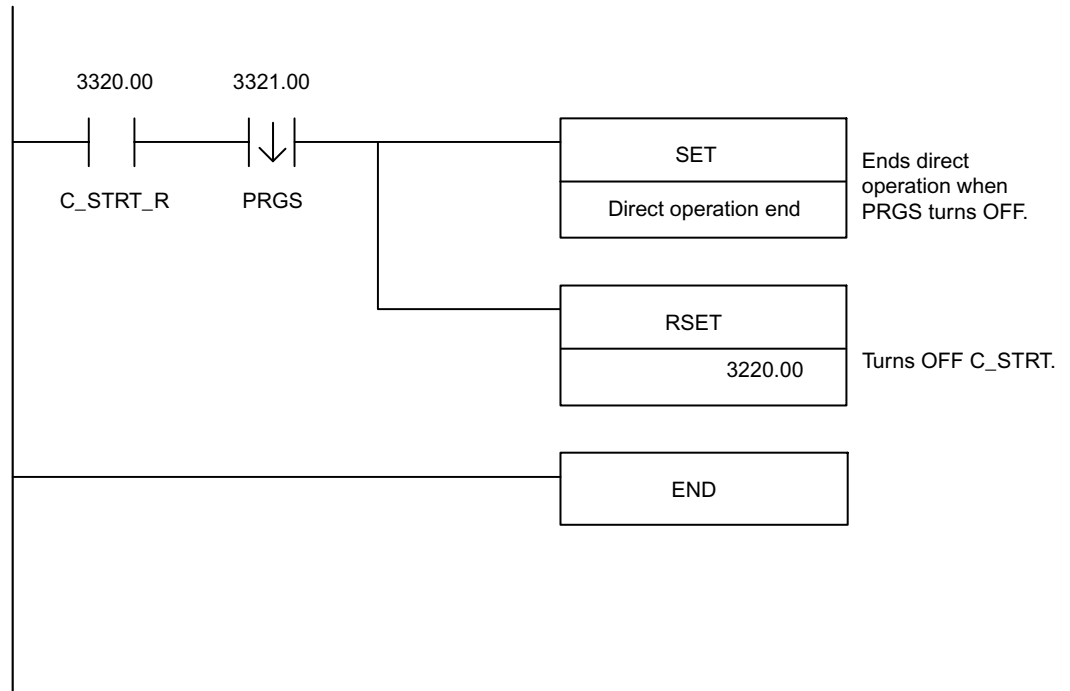 3320.00 3321.00
C_STRT_R PRGS
SET
Direct operation end
Ends direct
operation when
PRGS turns OFF.
RSET
3220.00
Turns OFF C_STRT.
END